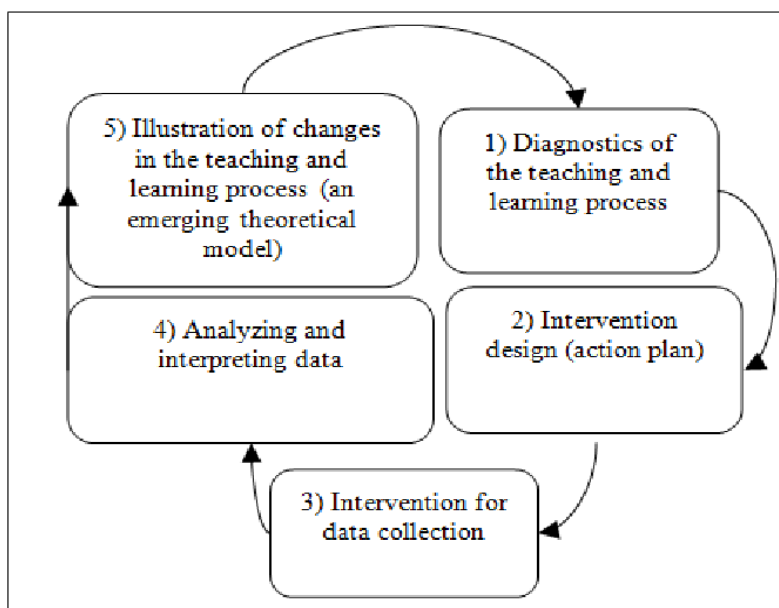 5) Illustration of changes
in the teaching and
learning process (an
emerging theoretical
model)
1) Diagnostics of
the teaching and
learning process
4) Analyzing and
interpreting data
2) Intervention
design (action plan)
3) Intervention for
data collection